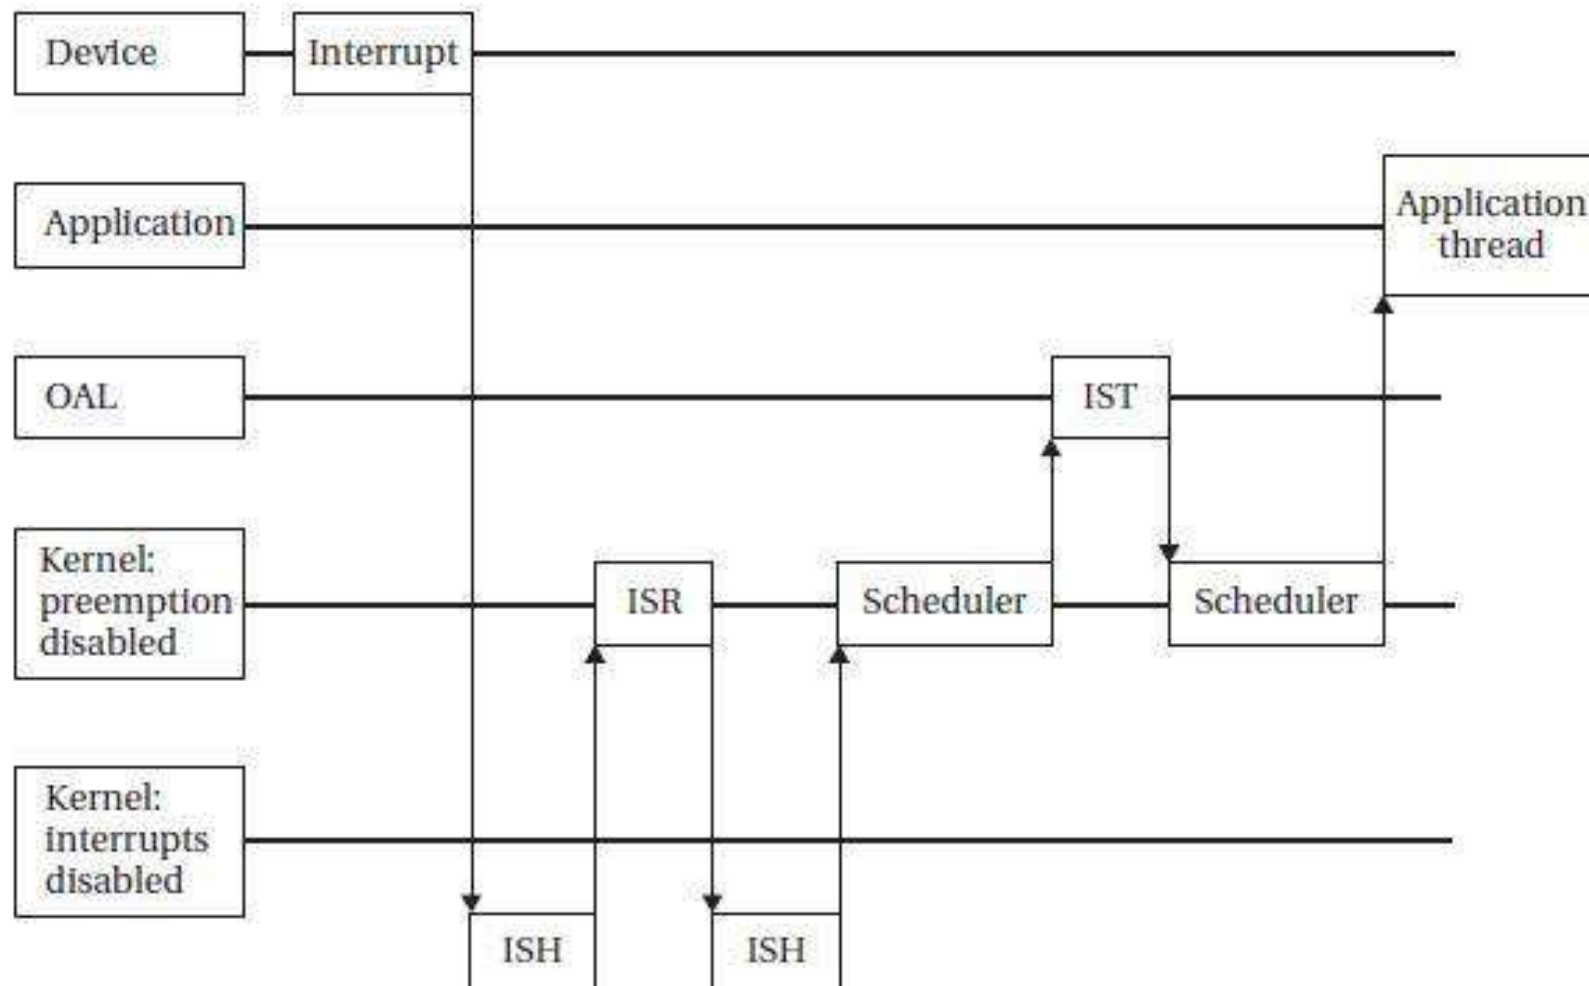 Device
Interrupt
Application
Application
thread
OAL
IST
Kernel:
preemption
disabled
ISR
Scheduler
Scheduler
Kernel:
interrupts
disabled
ISH
ISH